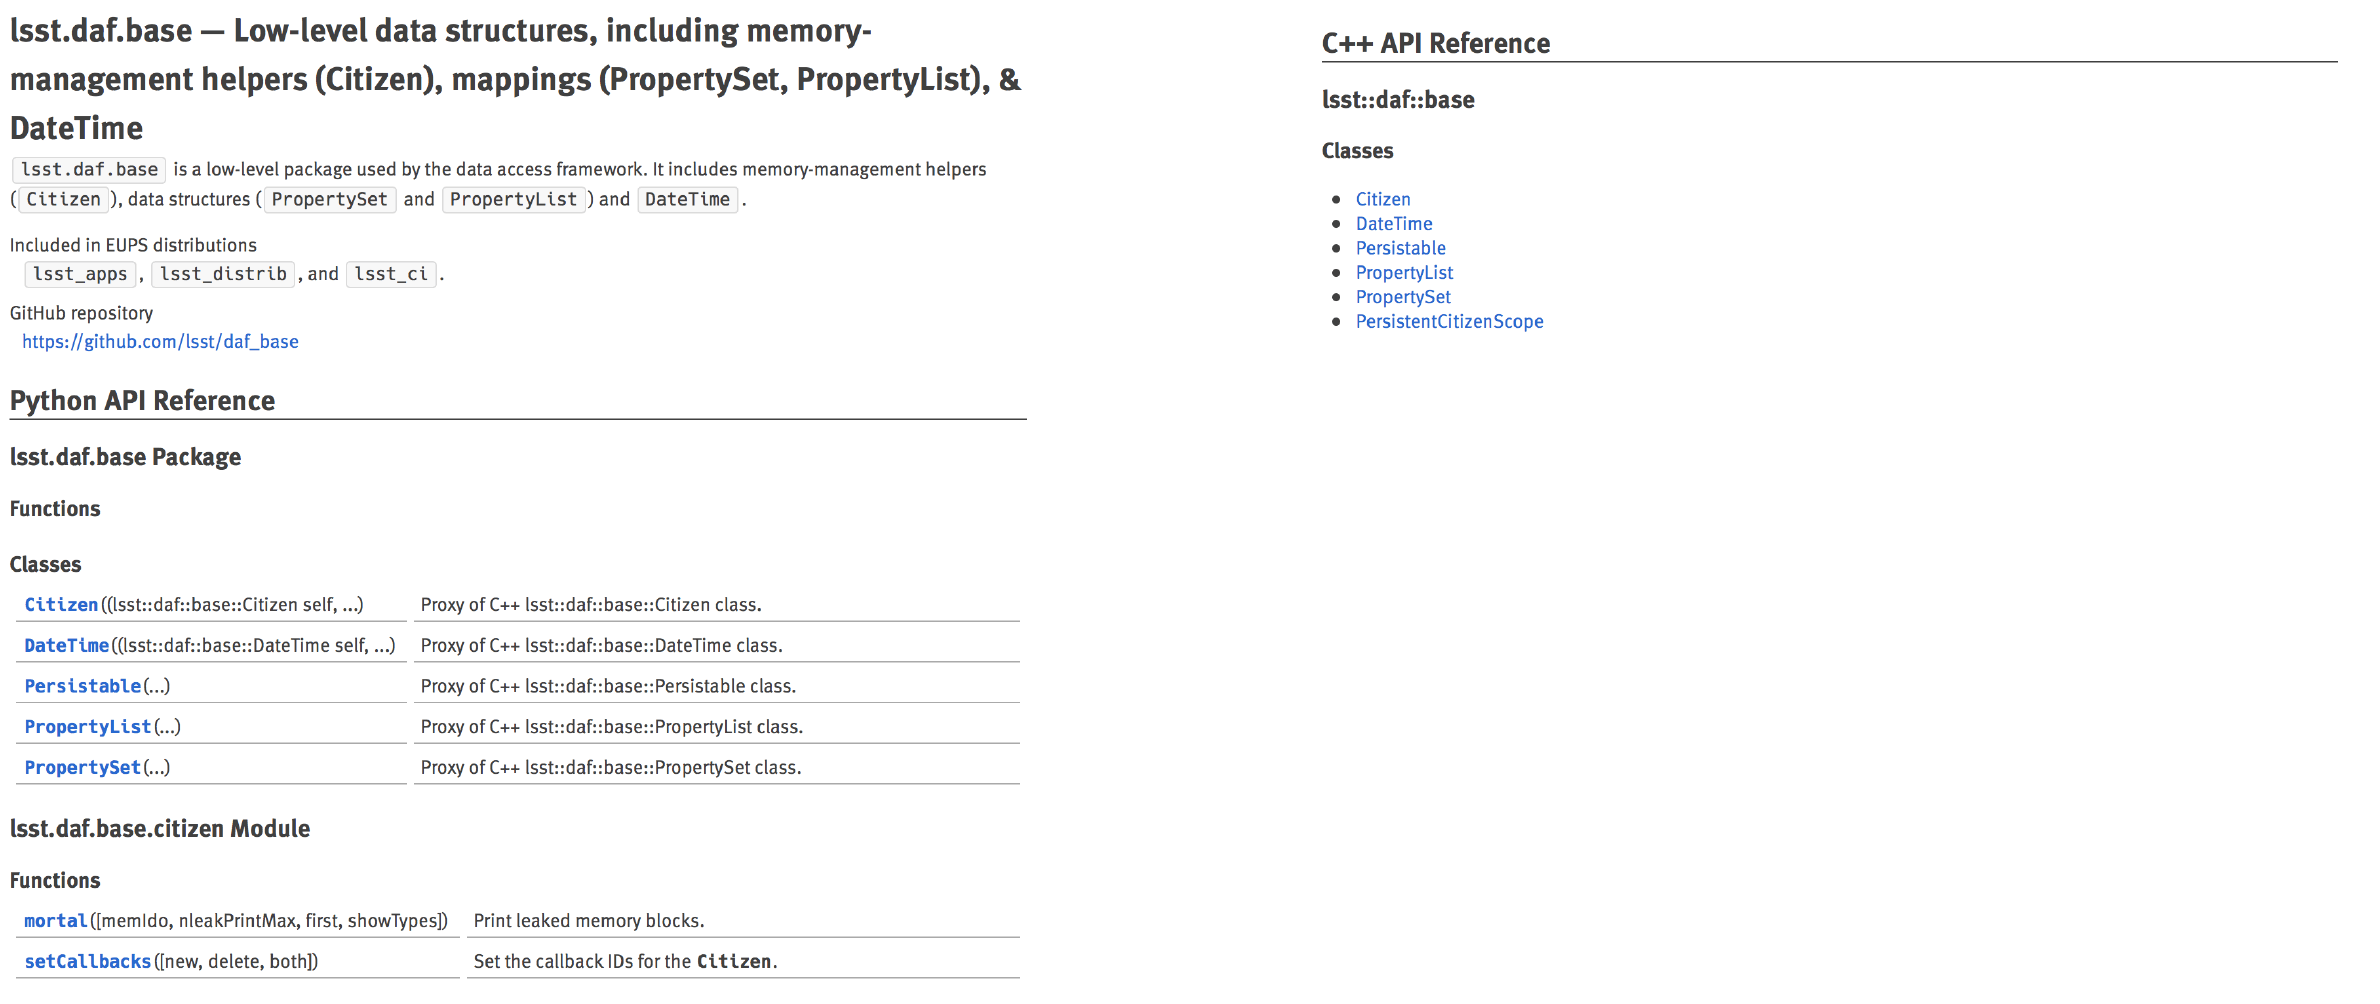 lsst.daf.base — Low-level data structures, including memory-
management helpers (Citizen), mappings (PropertySet, PropertyList), &
DateTime
lsst.daf.base is a low-level package used by the data access framework. It includes memory-management helpers
( Citizen ), data structures ( PropertySet and PropertyList ) and DateTime .
Included in EUPS distributions
lsst_apps , lsst_distrib , and lsst_ci .
GitHub repository
https://github.com/lsst/daf_base
Python API Reference
lsst.daf.base Package
Functions
Classes
Citizen((lsst::daf::base::Citizen self, ...) Proxy of C++ lsst::daf::base::Citizen class.
DateTime((lsst::daf::base::DateTime self, ...) Proxy of C++ lsst::daf::base::DateTime class.
Persistable(...) Proxy of C++ lsst::daf::base::Persistable class.
PropertyList(...) Proxy of C++ lsst::daf::base::PropertyList class.
PropertySet(...) Proxy of C++ lsst::daf::base::PropertySet class.
lsst.daf.base.citizen Module
Functions
mortal([memIdo, nleakPrintMax, first, showTypes]) Print leaked memory blocks.
setCallbacks([new, delete, both]) Set the callback IDs for the Citizen.
C++ API Reference
lsst::daf::base
Classes
• Citizen
• DateTime
• Persistable
• PropertyList
• PropertySet
• PersistentCitizenScope